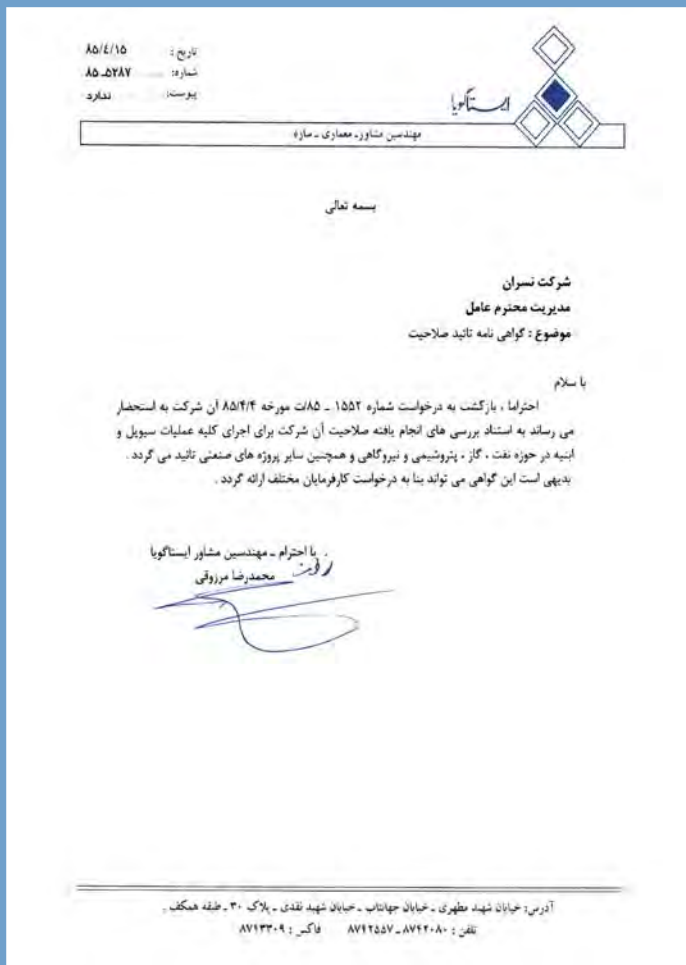 تاریخ : ۸۵/٤/۱۵
شماره: ۸۵ـ۵۲۸۷
پیوست: ندارد
ایستاگویا
مهندسین مشاور ـ معماری ـ سازه
بسمه تعالی
شرکت نسران
مدیریت محترم عامل
موضوع : گواهی نامه تائید صلاحیت
با سلام
احتراما ، بازگشت به درخواست شماره ۱۵۵۲ ـ ۸۵/ت مورخه ۸۵/۴/۴ آن شرکت به استحضار
می رساند به استناد بررسی های انجام یافته صلاحیت آن شرکت برای اجرای کلیه عملیات سیویل و
ابنیه در حوزه نفت ، گاز ، پتروشیمی و نیروگاهی و همچنین سایر پروژه های صنعتی تائید می گردد .
بدیهی است این گواهی می تواند بنا به درخواست کارفرمایان مختلف ارائه گردد .
با احترام ـ مهندسین مشاور ایستاگویا
محمدرضا مرزوقی
آدرس: خیابان شهید مطهری ـ خیابان جهانتاب ـ خیابان شهید نقدی ـ پلاک ۳۰ ـ طبقه همکف .
تلفن : ۸۷۴۲۰۸۰ ـ ۸۷۴۲۵۵۷ فاکس : ۸۷۴۳۳۰۹